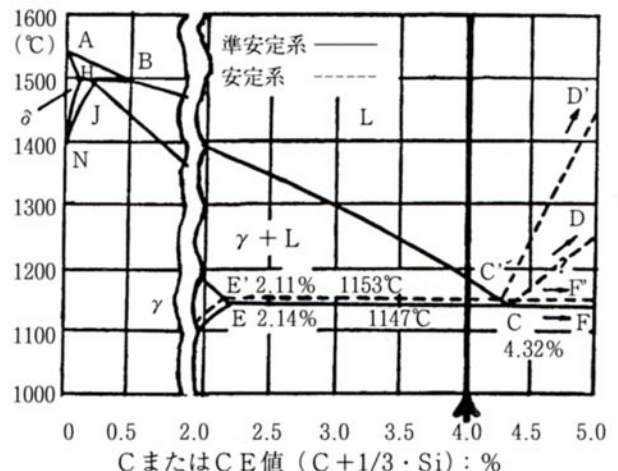 1600
(℃)
1500
1400
1300
1200
1100
1000
A
H
B
δ
J
N
準安定系
安定系
L
D'
D
γ + L
C'
E' 2.11% 1153℃
F'
γ
E 2.14% 1147℃
C
F
4.32%
0 0.5 2.0 2.5 3.0 3.5 4.0 4.5 5.0
CまたはCE値 (C+1/3・Si) : %